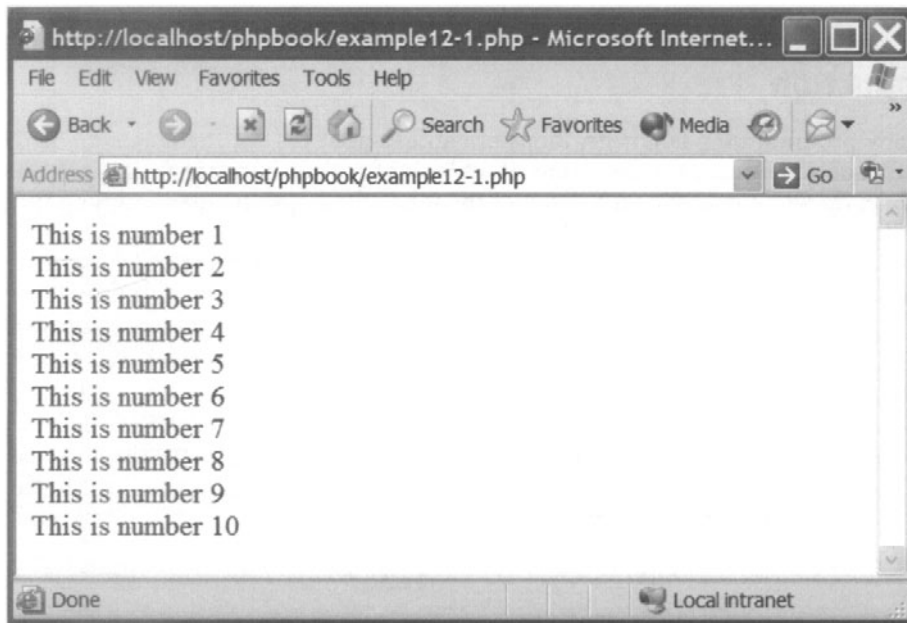 http://localhost/phpbook/example12-1.php - Microsoft Internet...
File Edit View Favorites Tools Help
Back Search Favorites Media »
Address http://localhost/phpbook/example12-1.php Go
This is number 1
This is number 2
This is number 3
This is number 4
This is number 5
This is number 6
This is number 7
This is number 8
This is number 9
This is number 10
Done Local intranet